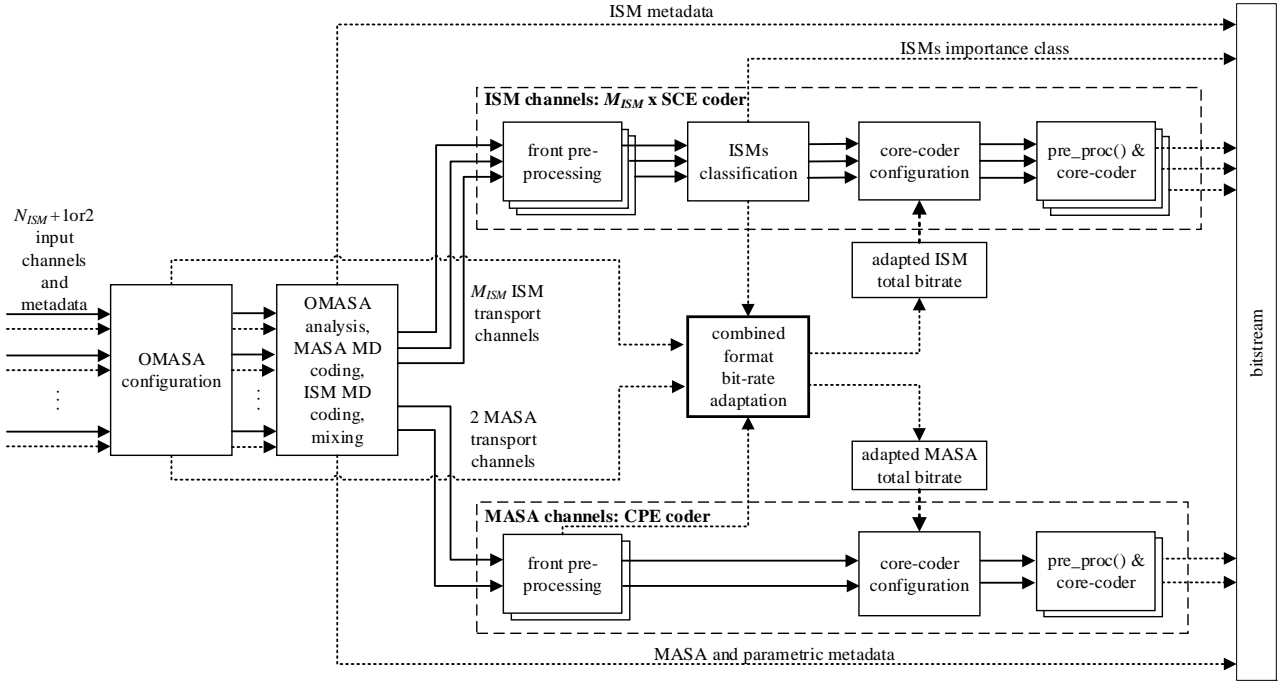 ISM metadata
ISMs importance class
ISM channels: M_ISM x SCE coder
front pre-
processing
ISMs
classification
core-coder
configuration
pre_proc() &
core-coder
N_ISM +1or2
input
channels
and
metadata
adapted ISM
total bitrate
OMASA
configuration
OMASA
analysis,
MASA MD
coding,
ISM MD
coding,
mixing
M_ISM ISM
transport
channels
combined
format
bit-rate
adaptation
bitstream
2 MASA
transport
channels
adapted MASA
total bitrate
MASA channels: CPE coder
front pre-
processing
core-coder
configuration
pre_proc() &
core-coder
MASA and parametric metadata